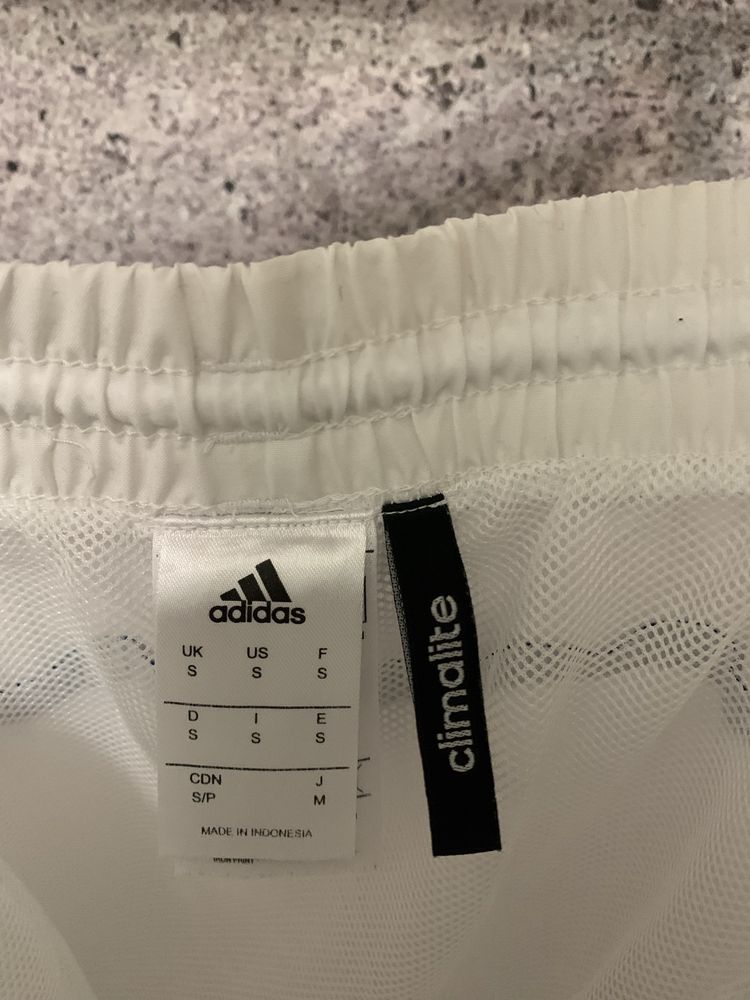 adidas
UK US F
S S S
D I E
S S S
CDN J
S/P M
MADE IN INDONESIA
climalite